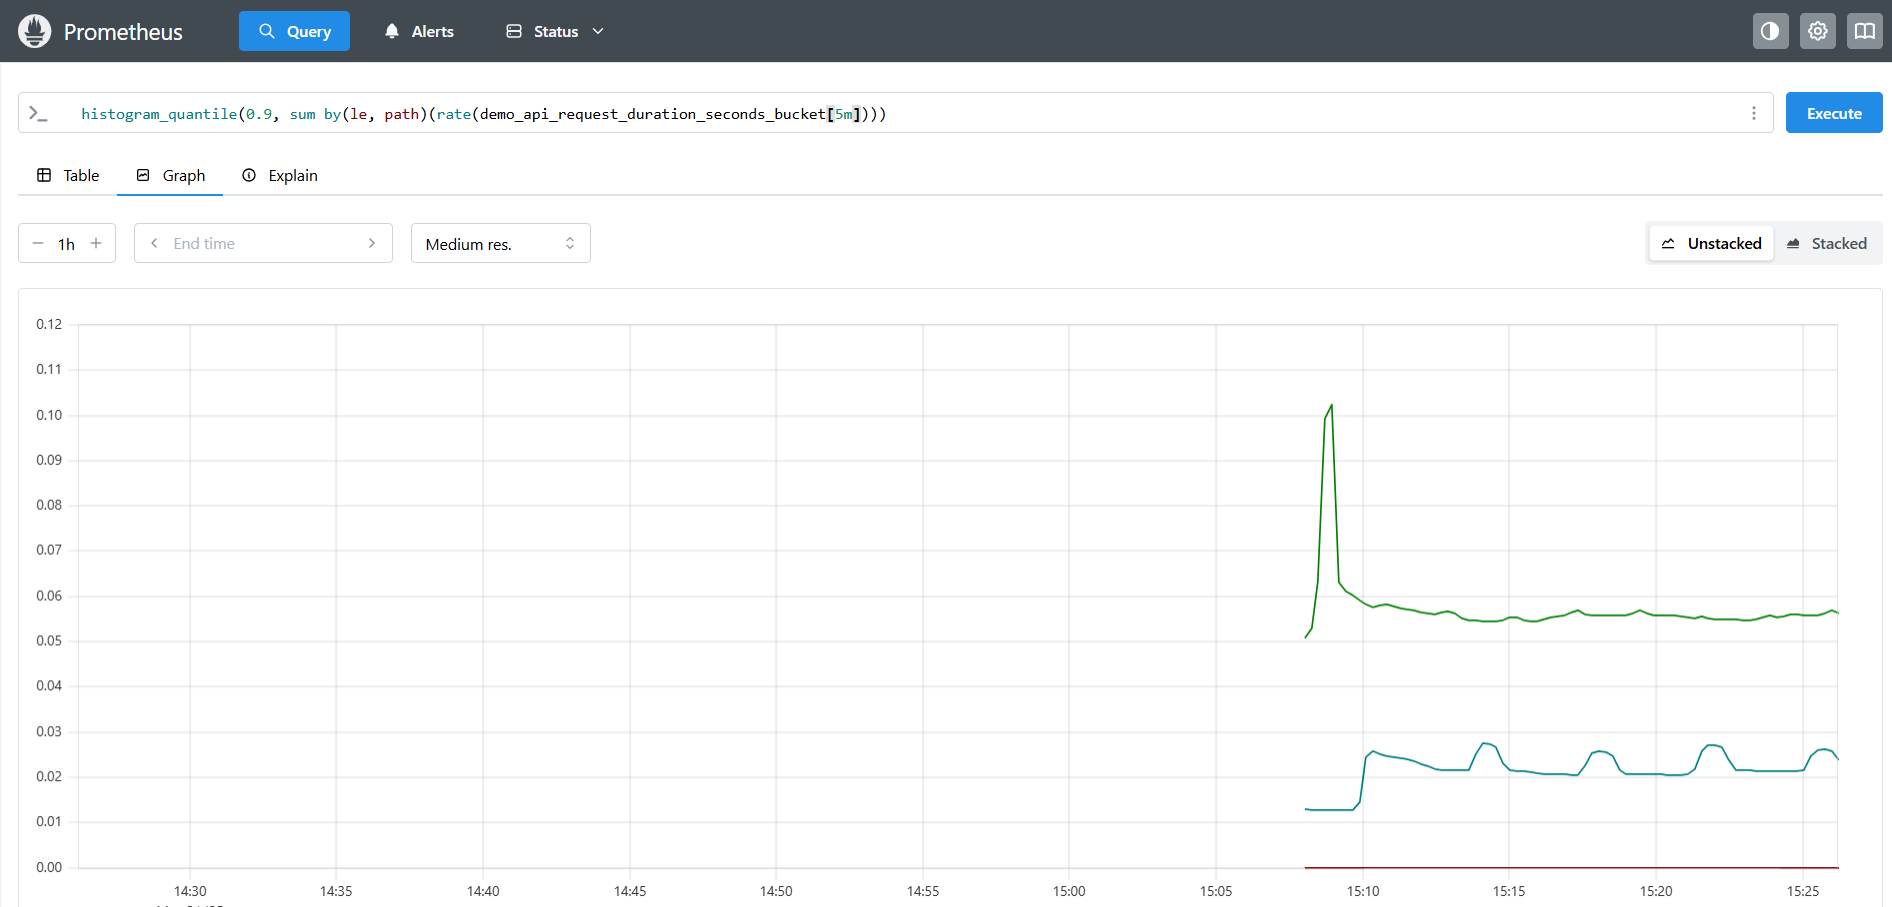 Prometheus Query Alerts Status
histogram_quantile(0.9, sum by(le, path)(rate(demo_api_request_duration_seconds_bucket[5m])))
Execute
Table Graph Explain
1h End time Medium res. Unstacked Stacked
0.12
0.11
0.10
0.09
0.08
0.07
0.06
0.05
0.04
0.03
0.02
0.01
0.00
14:30 14:35 14:40 14:45 14:50 14:55 15:00 15:05 15:10 15:15 15:20 15:25